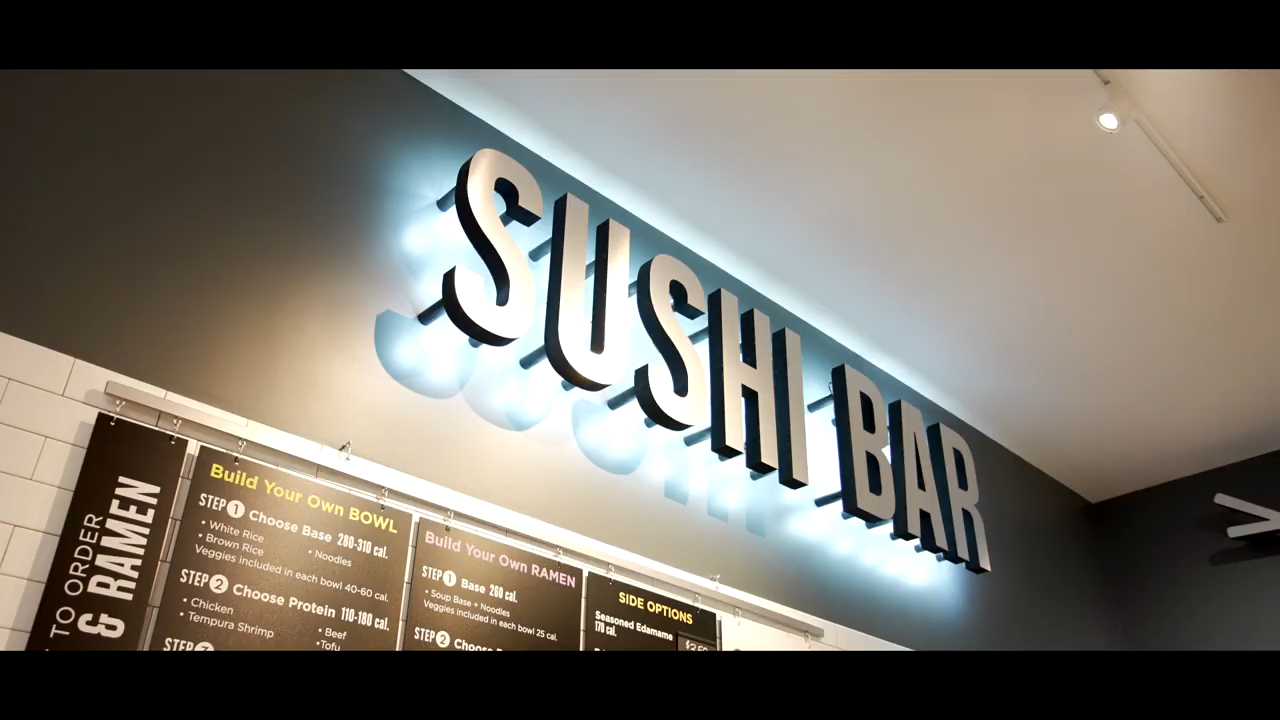 SUSHI BAR
TO ORDER
& RAMEN
Build Your Own BOWL
STEP 1 Choose Base 280-310 cal.
• White Rice
• Brown Rice
• Noodles
Veggies included in each bowl 40-60 cal.
STEP 2 Choose Protein 110-180 cal.
• Chicken
• Tempura Shrimp
• Beef
• Tofu
STEP
Build Your Own RAMEN
STEP 1 Base 260 cal.
• Soup Base + Noodles
Veggies included in each bowl 25 cal.
STEP 2
SIDE OPTIONS
Seasoned Edamame
170 cal.